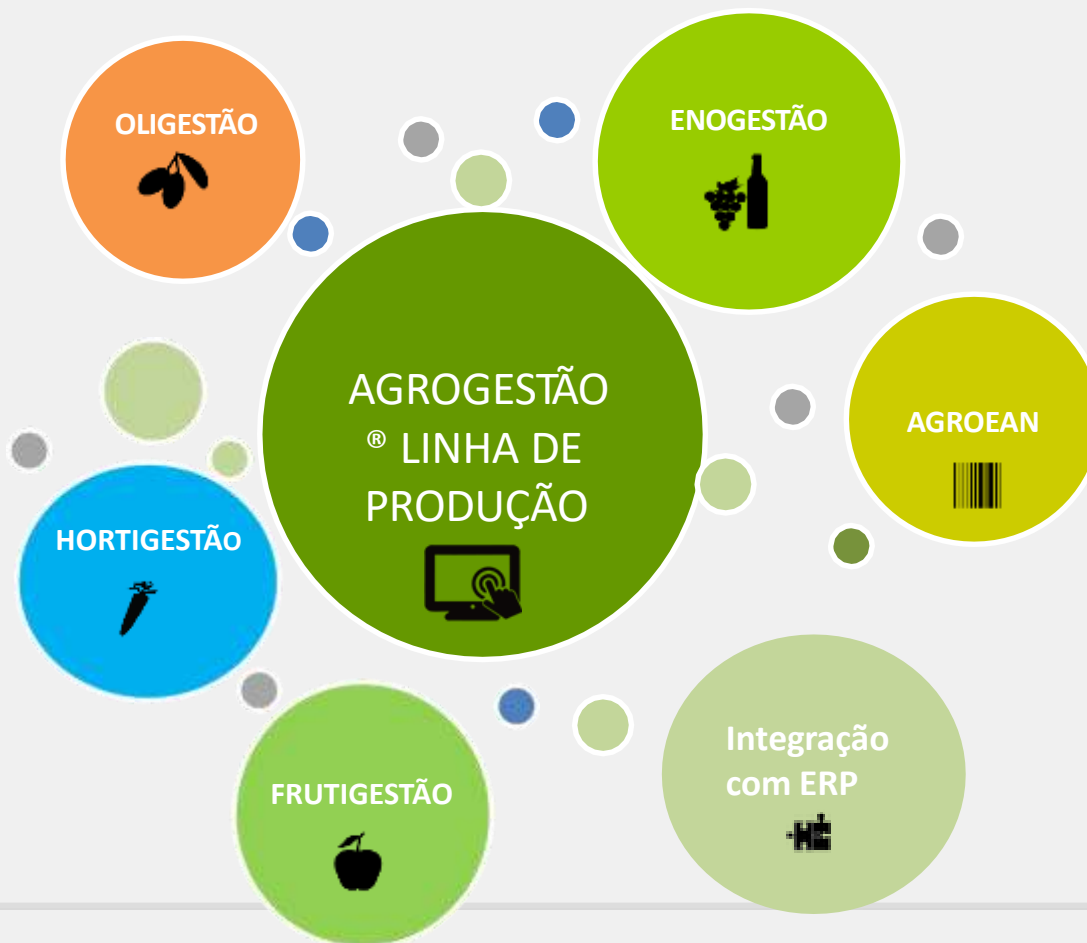 OLIGESTÃO
ENOGESTÃO
AGROGESTÃO
® LINHA DE
PRODUÇÃO
AGROEAN
HORTIGESTÃO
FRUTIGESTÃO
Integração
com ERP